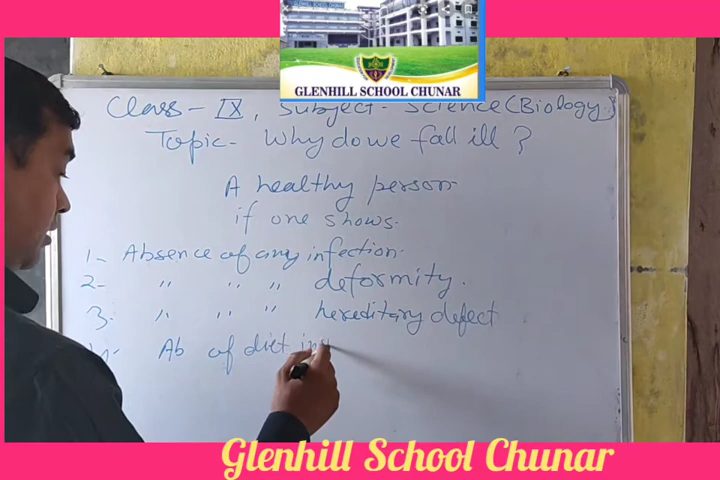 GLENHILL SCHOOL CHUNAR
Class - IX, Subject - Science (Biology)
Topic - Why do we fall ill ?
A healthy person
if one shows.
1- Absence of any infection.
2- " " " deformity.
3. " " " hereditary defect
4. Ab of diet
Glenhill School Chunar